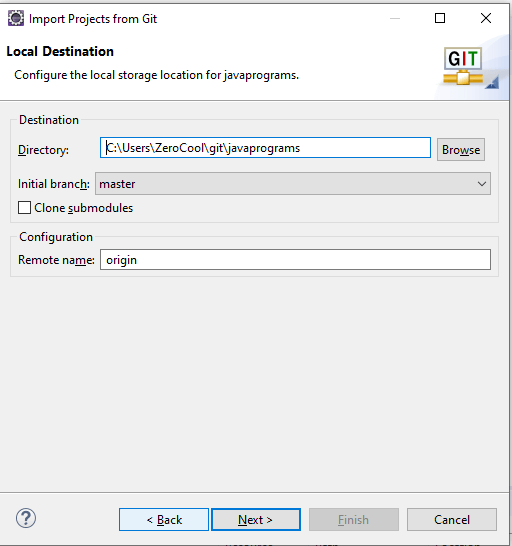 Import Projects from Git
Local Destination
Configure the local storage location for javaprograms.
GIT
Destination
Directory: C:\Users\ZeroCool\git\javaprograms Browse
Initial branch: master
Clone submodules
Configuration
Remote name: origin
? < Back Next > Finish Cancel